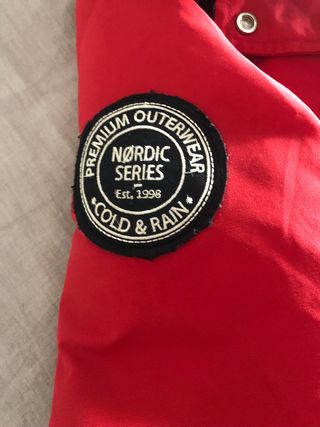 PREMIUM OUTERWEAR
NØRDIC
SERIES
Est. 1998
COLD & RAIN